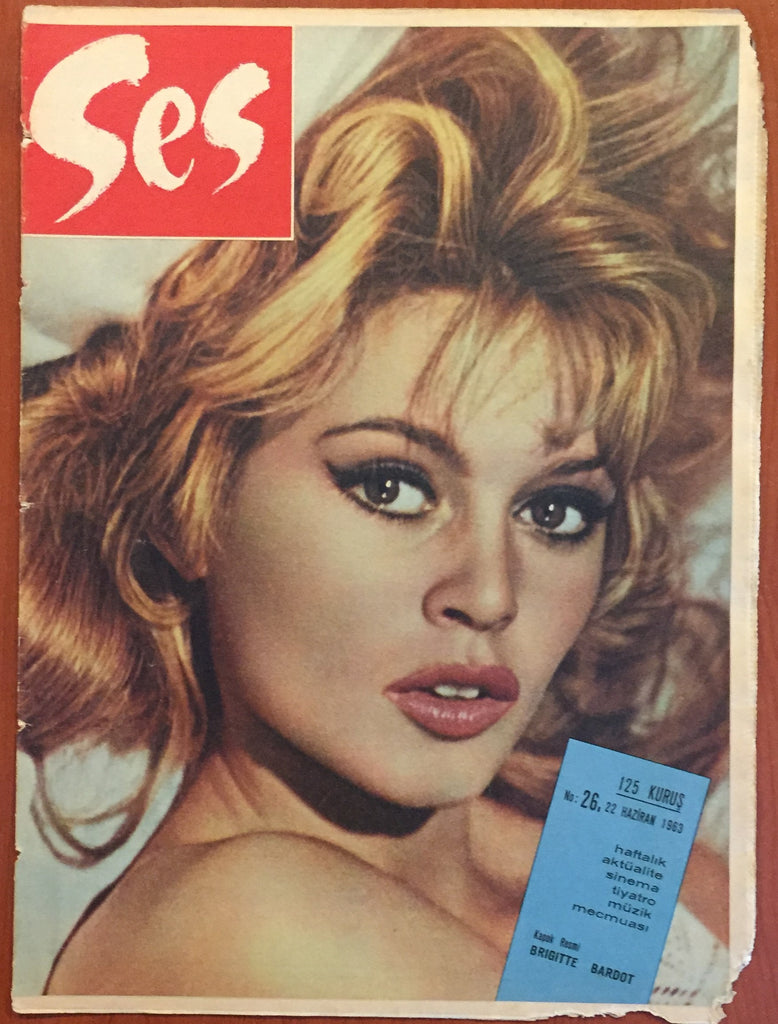 Ses
125 KURUŞ
No: 26, 22 HAZİRAN 1963
haftalık
aktüalite
sinema
tiyatro
müzik
mecmuası
Kapak Resmi
BRIGITTE BARDOT